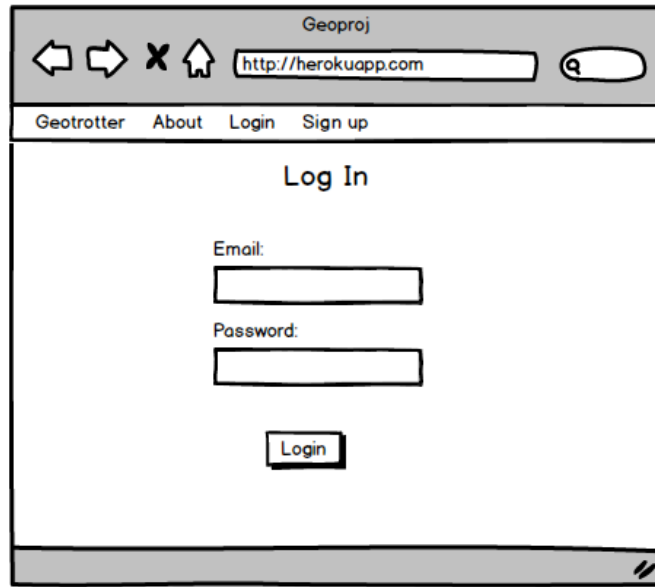 Geoproj
http://herokuapp.com
Geotrotter About Login Sign up
Log In
Email:
Password:
Login